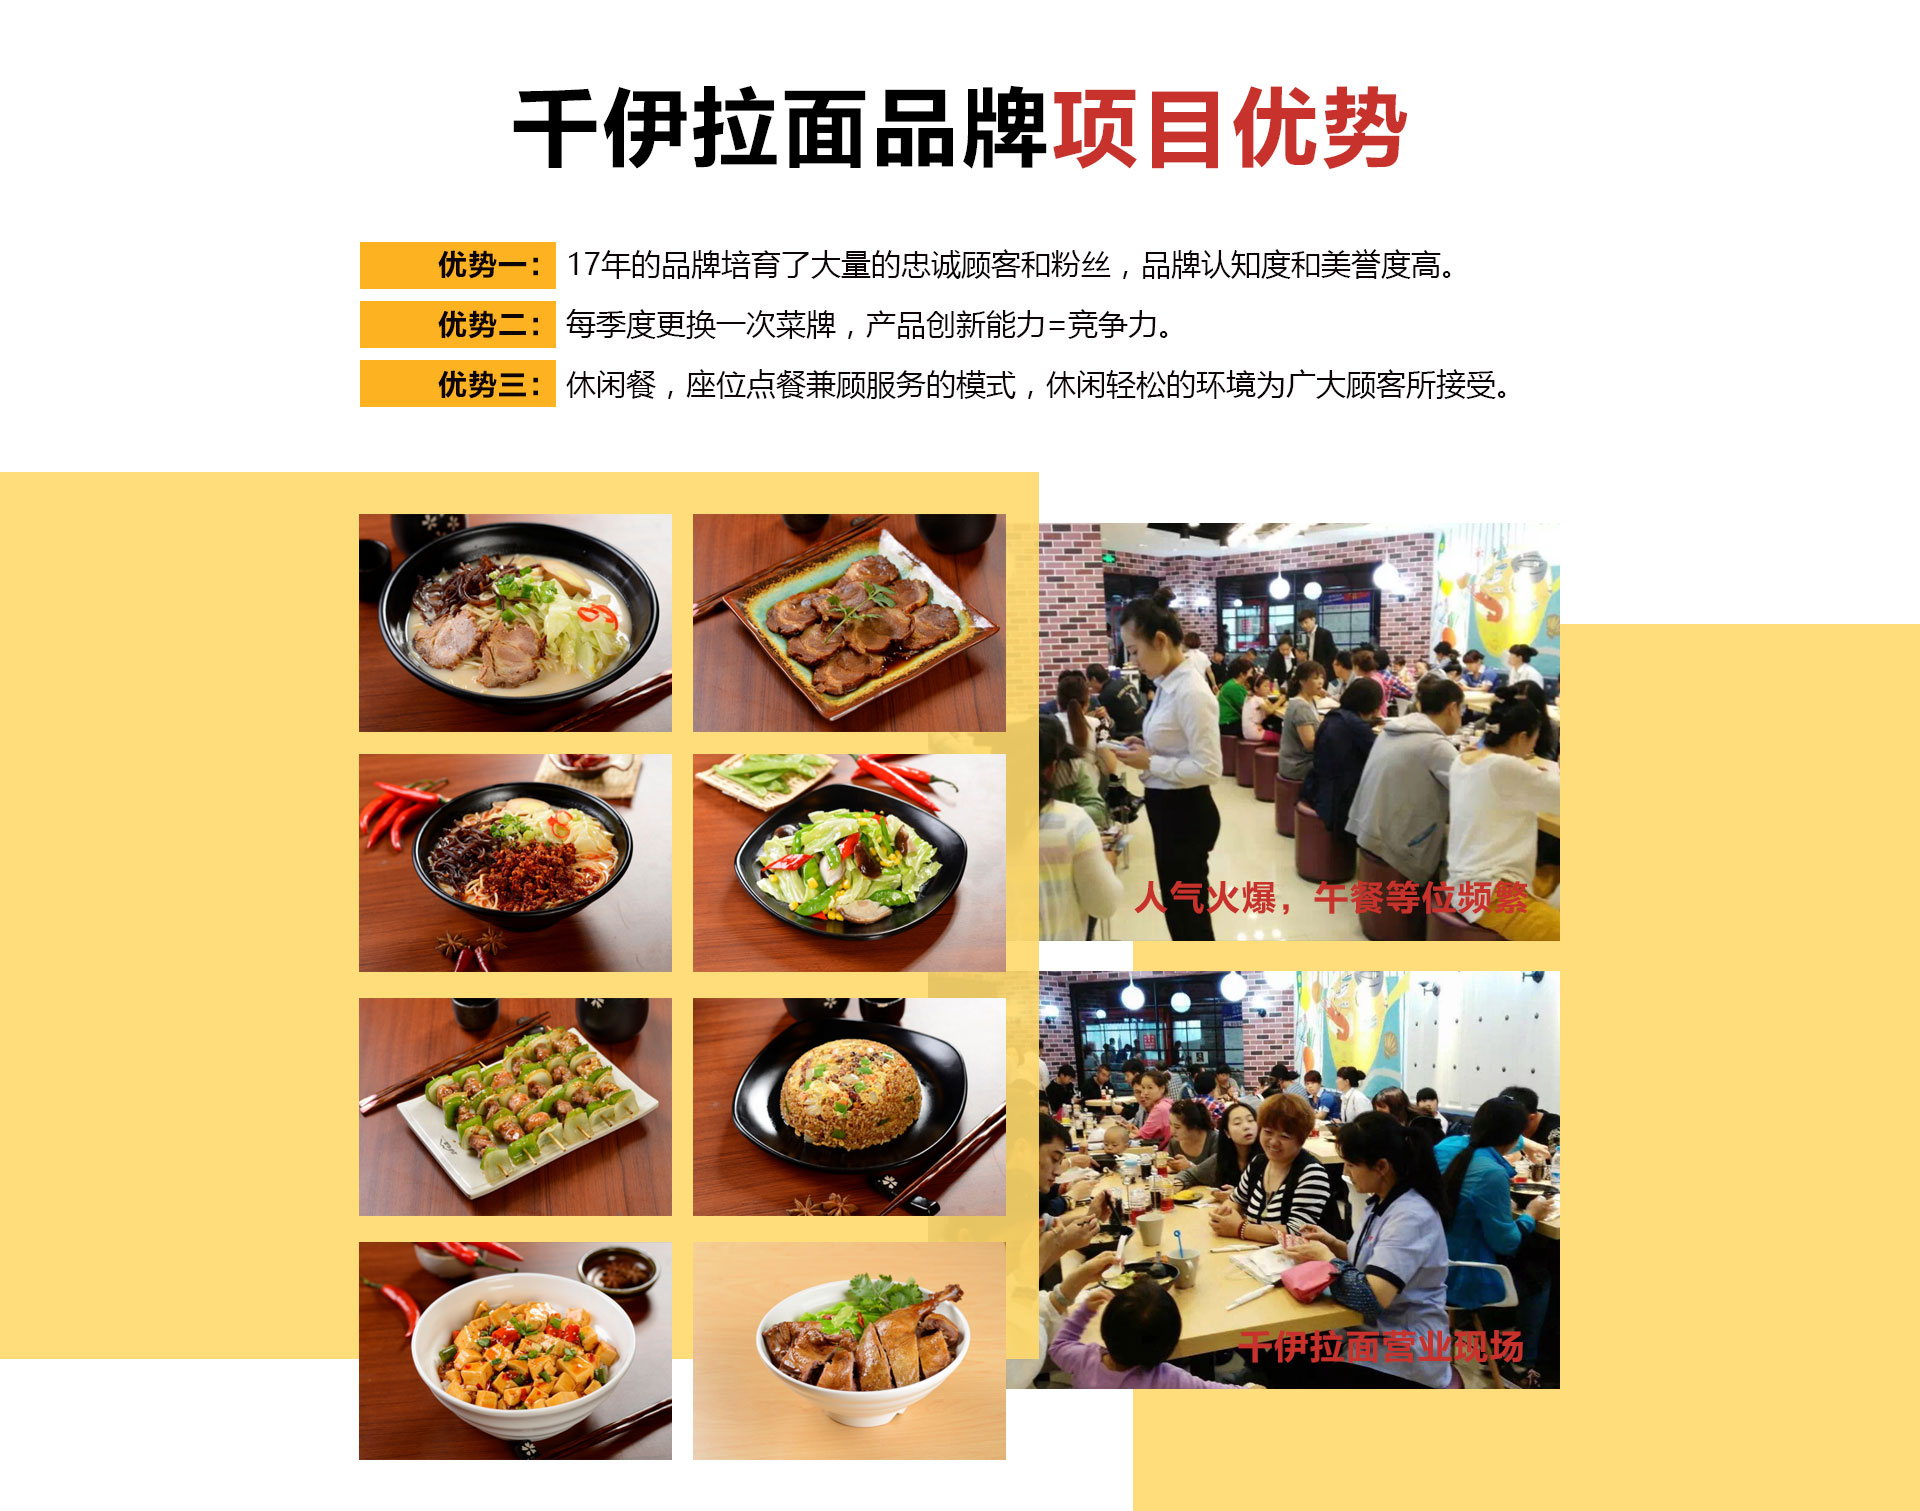 千伊拉面品牌项目优势
优势一： 17年的品牌培育了大量的忠诚顾客和粉丝，品牌认知度和美誉度高。
优势二： 每季度更换一次菜牌，产品创新能力=竞争力。
优势三： 休闲餐，座位点餐兼顾服务的模式，休闲轻松的环境为广大顾客所接受。
人气火爆，午餐等位频繁
千伊拉面营业现场